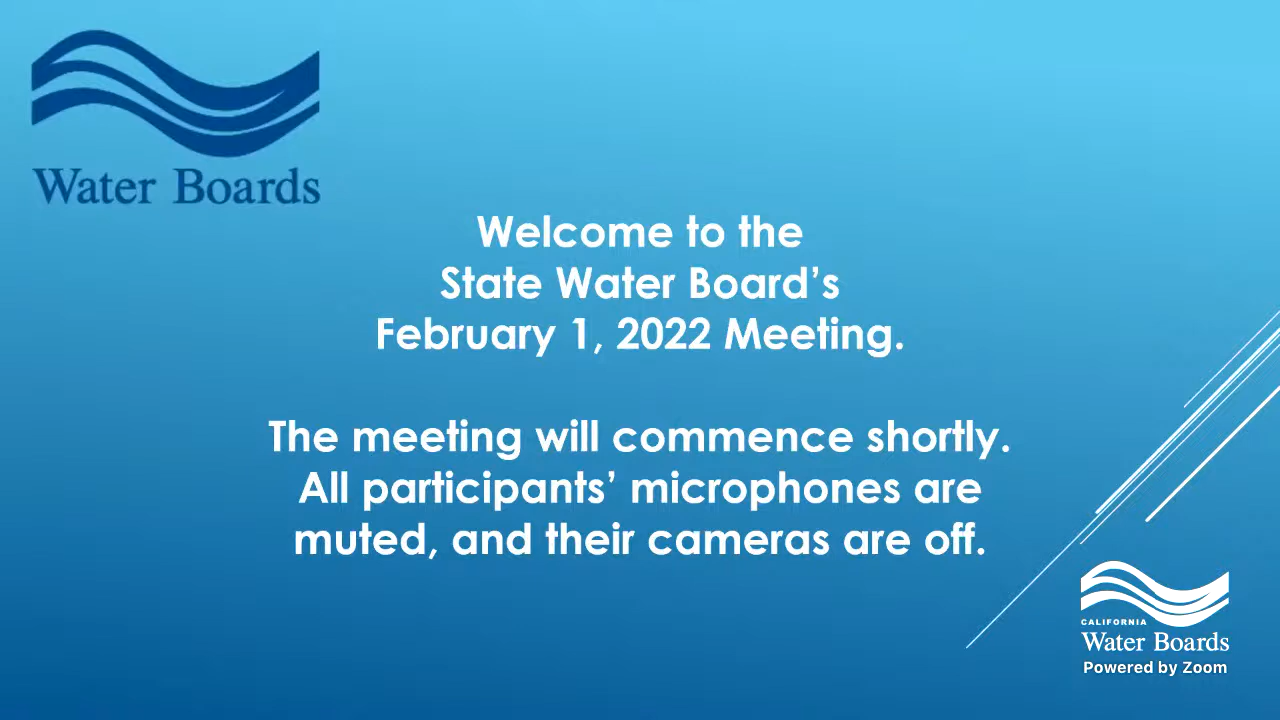 Water Boards
Welcome to the
State Water Board’s
February 1, 2022 Meeting.
The meeting will commence shortly.
All participants’ microphones are
muted, and their cameras are off.
CALIFORNIA
Water Boards
Powered by Zoom